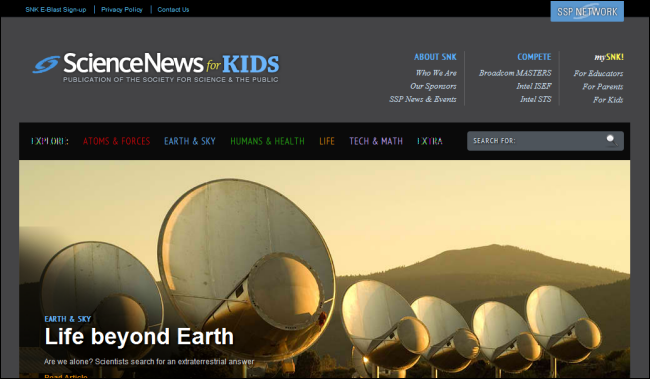 SNK E-Blast Sign-up | Privacy Policy | Contact Us
SSP NETWORK
ScienceNews for KIDS
PUBLICATION OF THE SOCIETY FOR SCIENCE & THE PUBLIC
ABOUT SNK
Who We Are
Our Sponsors
SSP News & Events
COMPETE
Broadcom MASTERS
Intel ISEF
Intel STS
mySNK!
For Educators
For Parents
For Kids
EXPLORE: ATOMS & FORCES EARTH & SKY HUMANS & HEALTH LIFE TECH & MATH EXTRA
SEARCH FOR:
EARTH & SKY
Life beyond Earth
Are we alone? Scientists search for an extraterrestrial answer
Read Article